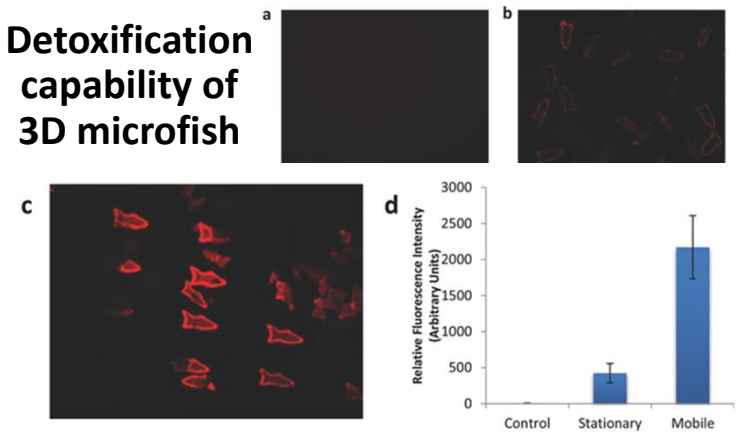 Detoxification
capability of
3D microfish
a
b
c
d
Relative Fluorescence Intensity
(Arbitrary Units)
3000
2500
2000
1500
1000
500
0
Control
Stationary
Mobile